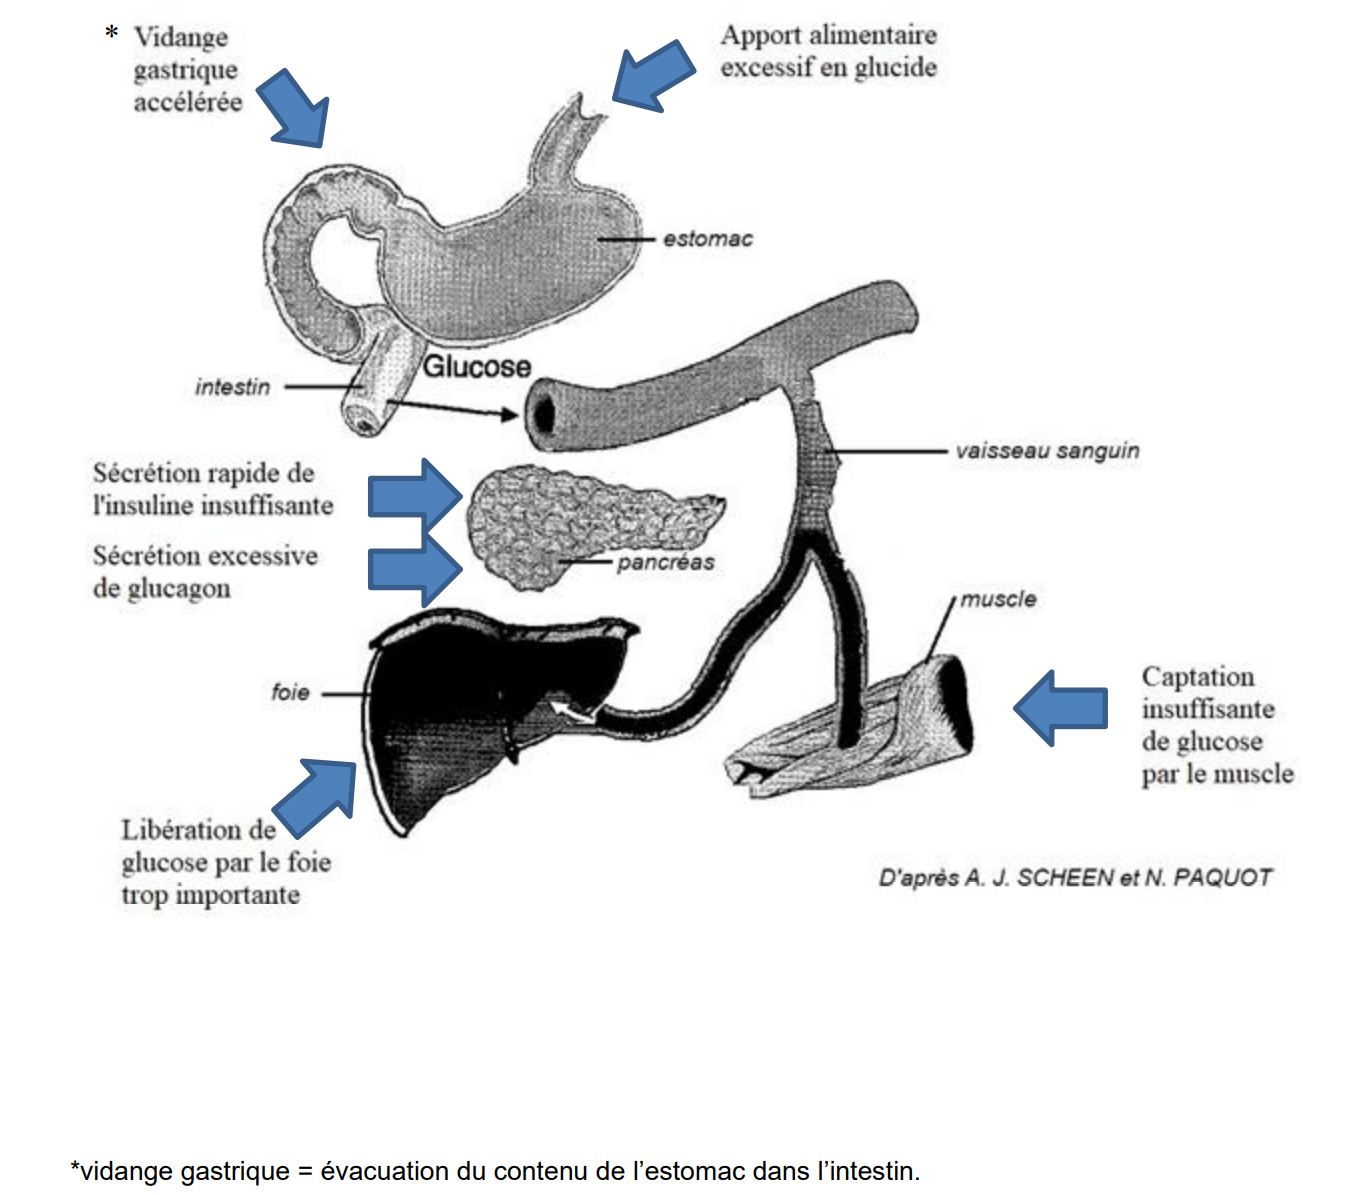 * Vidange
gastrique
accélérée
Apport alimentaire
excessif en glucide
estomac
Glucose
intestin
vaisseau sanguin
Sécrétion rapide de
l'insuline insuffisante
Sécrétion excessive
de glucagon
pancréas
muscle
foie
Captation
insuffisante
de glucose
par le muscle
Libération de
glucose par le foie
trop importante
D'après A. J. SCHEEN et N. PAQUOT
*vidange gastrique = évacuation du contenu de l’estomac dans l’intestin.